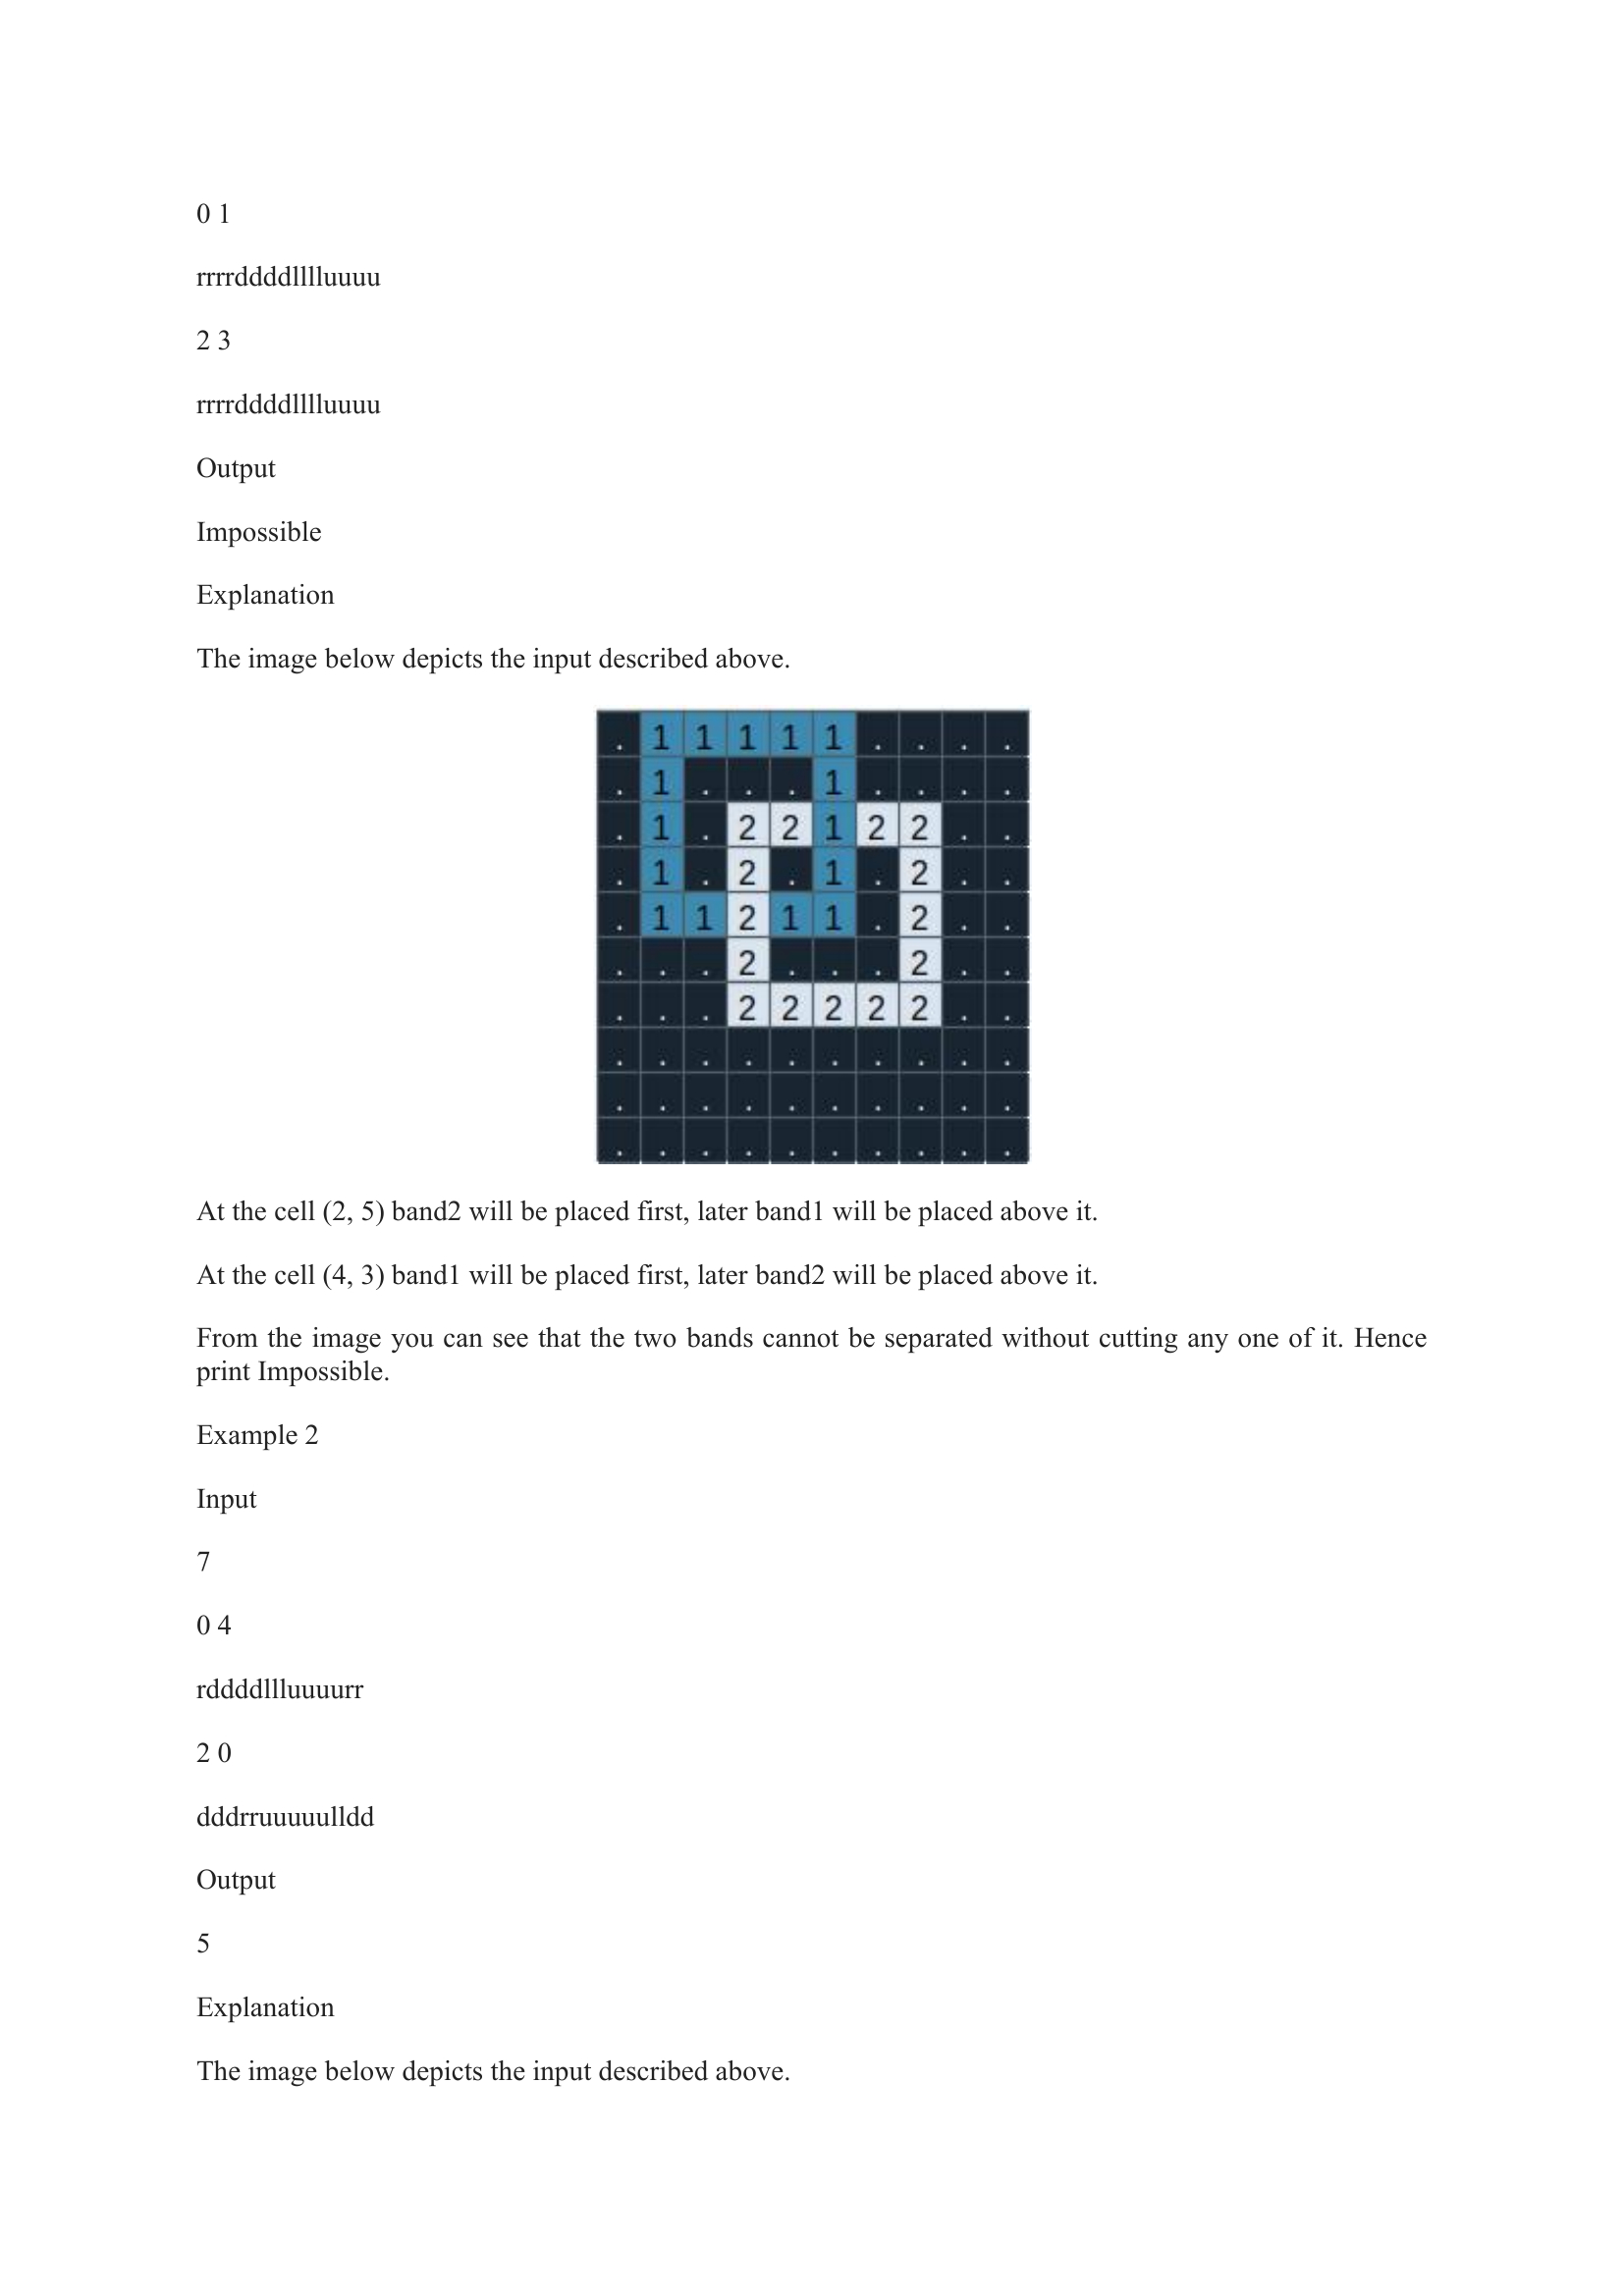 0 1
rrrrddddlllluuuu
2 3
rrrrddddlllluuuu
Output
Impossible
Explanation
The image below depicts the input described above.
. 1 1 1 1 1 . . . .
. 1 . . . 1 . . . .
. 1 . 2 2 1 2 2 . .
. 1 . 2 . 1 . 2 . .
. 1 1 2 1 1 . 2 . .
. . . 2 . . . 2 . .
. . . 2 2 2 2 2 . .
. . . . . . . . . .
. . . . . . . . . .
. . . . . . . . . .
At the cell (2, 5) band2 will be placed first, later band1 will be placed above it.
At the cell (4, 3) band1 will be placed first, later band2 will be placed above it.
From the image you can see that the two bands cannot be separated without cutting any one of it. Hence
print Impossible.
Example 2
Input
7
0 4
rddddllluuuurr
2 0
dddrruuuuulldd
Output
5
Explanation
The image below depicts the input described above.